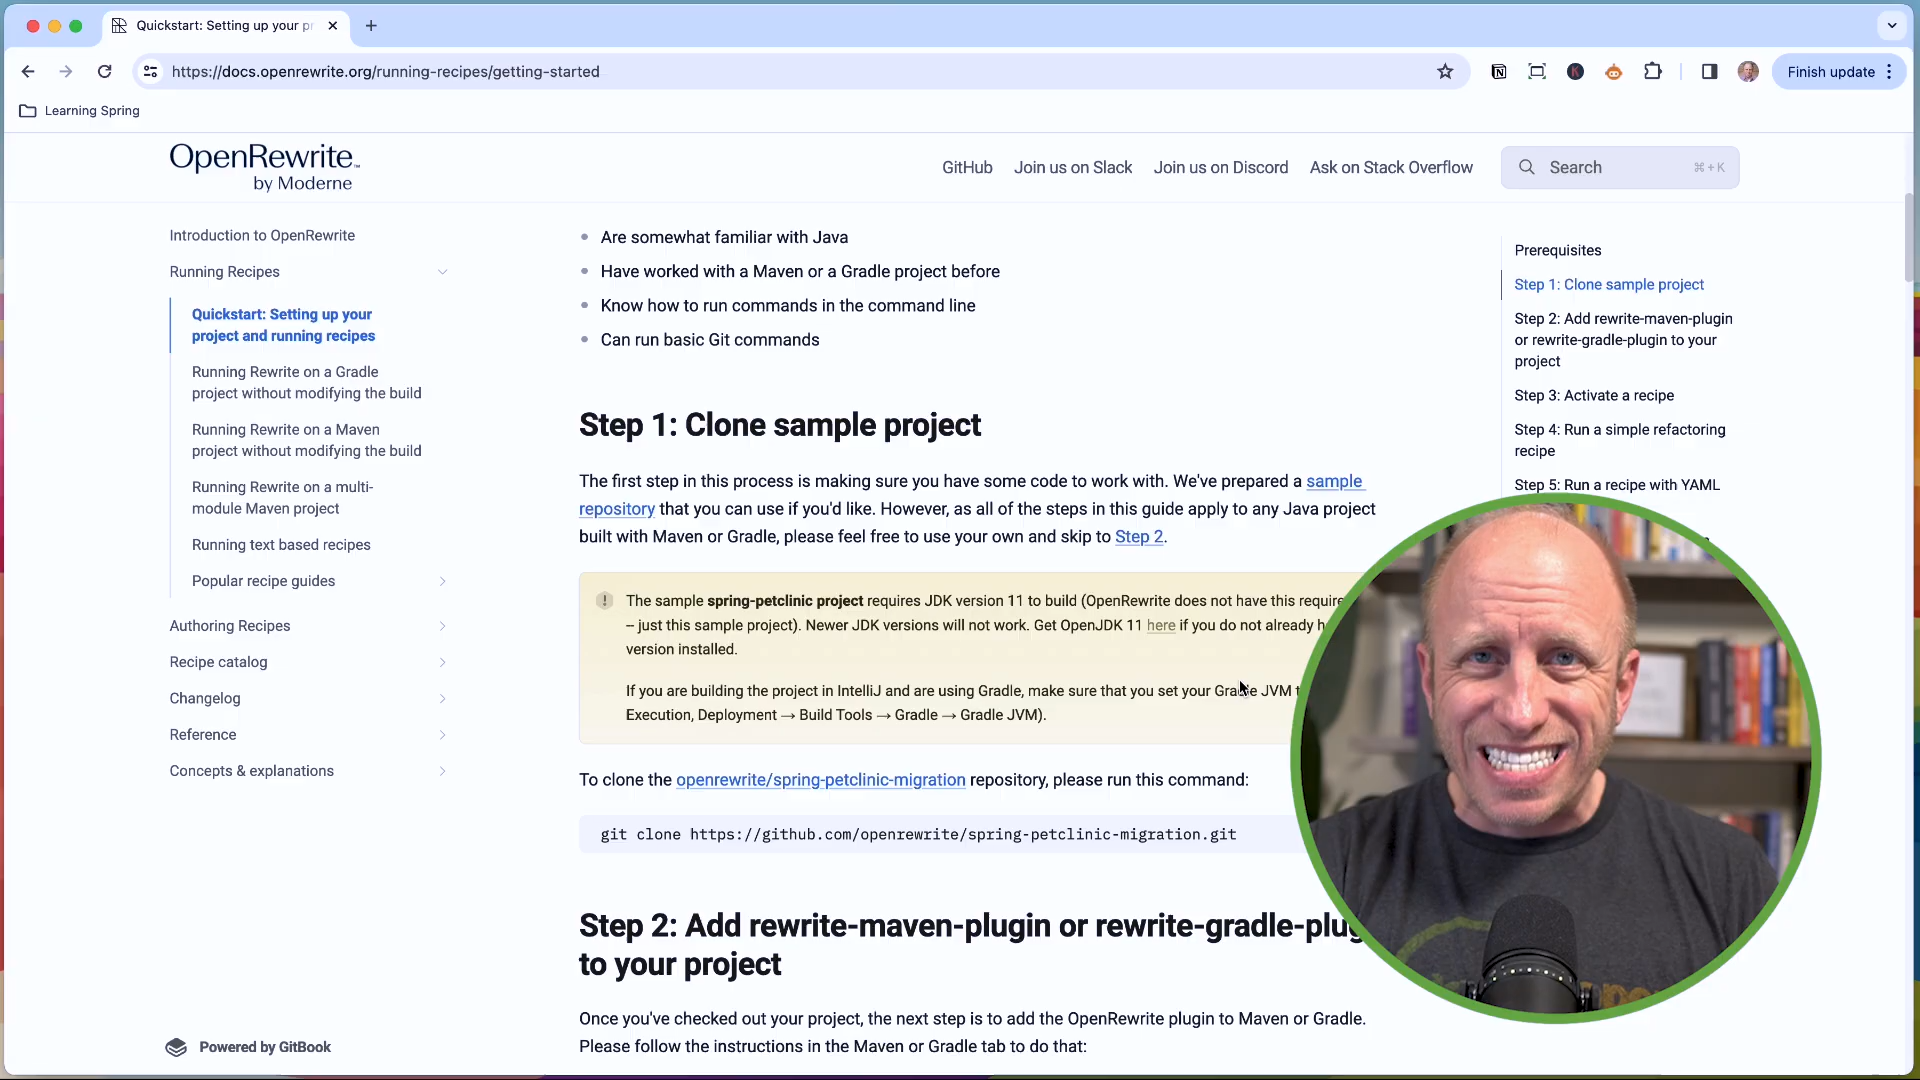 Quickstart: Setting up your pr
https://docs.openrewrite.org/running-recipes/getting-started
Finish update
Learning Spring
OpenRewrite™
by Moderne
GitHub
Join us on Slack
Join us on Discord
Ask on Stack Overflow
Search
⌘+K
Introduction to OpenRewrite
Running Recipes
Quickstart: Setting up your
project and running recipes
Running Rewrite on a Gradle
project without modifying the build
Running Rewrite on a Maven
project without modifying the build
Running Rewrite on a multi-
module Maven project
Running text based recipes
Popular recipe guides
Authoring Recipes
Recipe catalog
Changelog
Reference
Concepts & explanations
Powered by GitBook
• Are somewhat familiar with Java
• Have worked with a Maven or a Gradle project before
• Know how to run commands in the command line
• Can run basic Git commands
Step 1: Clone sample project
The first step in this process is making sure you have some code to work with. We've prepared a sample
repository that you can use if you'd like. However, as all of the steps in this guide apply to any Java project
built with Maven or Gradle, please feel free to use your own and skip to Step 2.
The sample spring-petclinic project requires JDK version 11 to build (OpenRewrite does not have this require
– just this sample project). Newer JDK versions will not work. Get OpenJDK 11 here if you do not already h
version installed.
If you are building the project in IntelliJ and are using Gradle, make sure that you set your Gradle JVM t
Execution, Deployment → Build Tools → Gradle → Gradle JVM).
To clone the openrewrite/spring-petclinic-migration repository, please run this command:
git clone https://github.com/openrewrite/spring-petclinic-migration.git
Step 2: Add rewrite-maven-plugin or rewrite-gradle-plug
to your project
Once you've checked out your project, the next step is to add the OpenRewrite plugin to Maven or Gradle.
Please follow the instructions in the Maven or Gradle tab to do that:
Prerequisites
Step 1: Clone sample project
Step 2: Add rewrite-maven-plugin
or rewrite-gradle-plugin to your
project
Step 3: Activate a recipe
Step 4: Run a simple refactoring
recipe
Step 5: Run a recipe with YAML